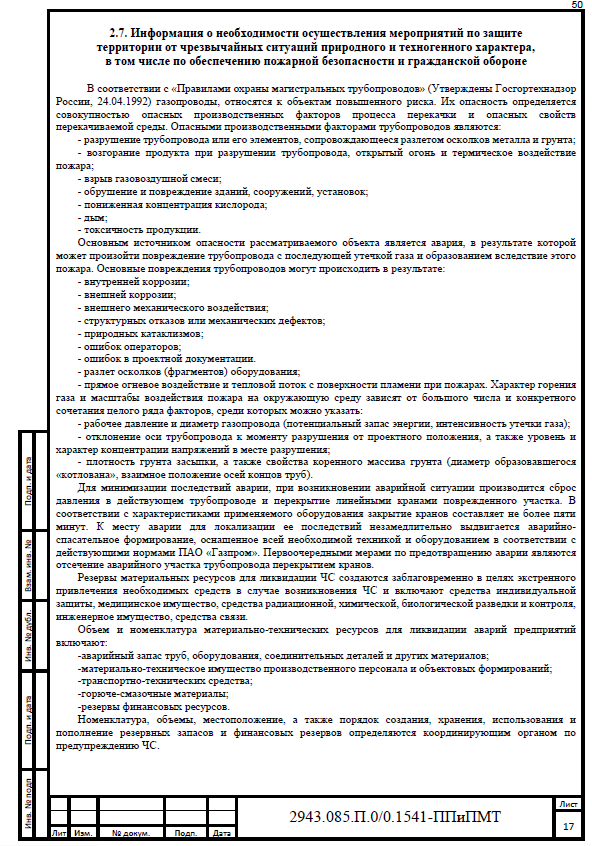 50
2.7. Информация о необходимости осуществления мероприятий по защите
территории от чрезвычайных ситуаций природного и техногенного характера,
в том числе по обеспечению пожарной безопасности и гражданской обороне
В соответствии с «Правилами охраны магистральных трубопроводов» (Утверждены Госгортехнадзор
России, 24.04.1992) газопроводы, относятся к объектам повышенного риска. Их опасность определяется
совокупностью опасных производственных факторов процесса перекачки и опасных свойств
перекачиваемой среды. Опасными производственными факторами трубопроводов являются:
- разрушение трубопровода или его элементов, сопровождающееся разлетом осколков металла и грунта;
- возгорание продукта при разрушении трубопровода, открытый огонь и термическое воздействие
пожара;
- взрыв газовоздушной смеси;
- обрушение и повреждение зданий, сооружений, установок;
- пониженная концентрация кислорода;
- дым;
- токсичность продукции.
Основным источником опасности рассматриваемого объекта является авария, в результате которой
может произойти повреждение трубопровода с последующей утечкой газа и образованием вследствие этого
пожара. Основные повреждения трубопроводов могут происходить в результате:
- внутренней коррозии;
- внешней коррозии;
- внешнего механического воздействия;
- структурных отказов или механических дефектов;
- природных катаклизмов;
- ошибок операторов;
- ошибок в проектной документации.
- разлет осколков (фрагментов) оборудования;
- прямое огневое воздействие и тепловой поток с поверхности пламени при пожарах. Характер горения
газа и масштабы воздействия пожара на окружающую среду зависят от большого числа и конкретного
сочетания целого ряда факторов, среди которых можно указать:
- рабочее давление и диаметр газопровода (потенциальный запас энергии, интенсивность утечки газа);
- отклонение оси трубопровода к моменту разрушения от проектного положения, а также уровень и
характер концентрации напряжений в месте разрушения;
- плотность грунта засыпки, а также свойства коренного массива грунта (диаметр образовавшегося
«котлована», взаимное положение осей концов труб).
Для минимизации последствий аварии, при возникновении аварийной ситуации производится сброс
давления в действующем трубопроводе и перекрытие линейными кранами поврежденного участка. В
соответствии с характеристиками применяемого оборудования закрытие кранов составляет не более пяти
минут. К месту аварии для локализации ее последствий незамедлительно выдвигается аварийно-
спасательное формирование, оснащенное всей необходимой техникой и оборудованием в соответствии с
действующими нормами ПАО «Газпром». Первоочередными мерами по предотвращению аварии являются
отсечение аварийного участка трубопровода перекрытием кранов.
Резервы материальных ресурсов для ликвидации ЧС создаются заблаговременно в целях экстренного
привлечения необходимых средств в случае возникновения ЧС и включают средства индивидуальной
защиты, медицинское имущество, средства радиационной, химической, биологической разведки и контроля,
инженерное имущество, средства связи.
Объем и номенклатура материально-технических ресурсов для ликвидации аварий предприятий
включают:
-аварийный запас труб, оборудования, соединительных деталей и других материалов;
-материально-техническое имущество производственного персонала и объектовых формирований;
-транспортно-технических средства;
-горюче-смазочные материалы;
-резервы финансовых ресурсов.
Номенклатура, объемы, местоположение, а также порядок создания, хранения, использования и
пополнение резервных запасов и финансовых резервов определяются координирующим органом по
предупреждению ЧС.
Подп. и дата
Взам. инв. №
Инв. № дубл.
Подп. и дата
Инв. № подп
Лит
Изм.
№ докум.
Подп.
Дата
2943.085.П.0/0.1541-ППиПМТ
Лист
17